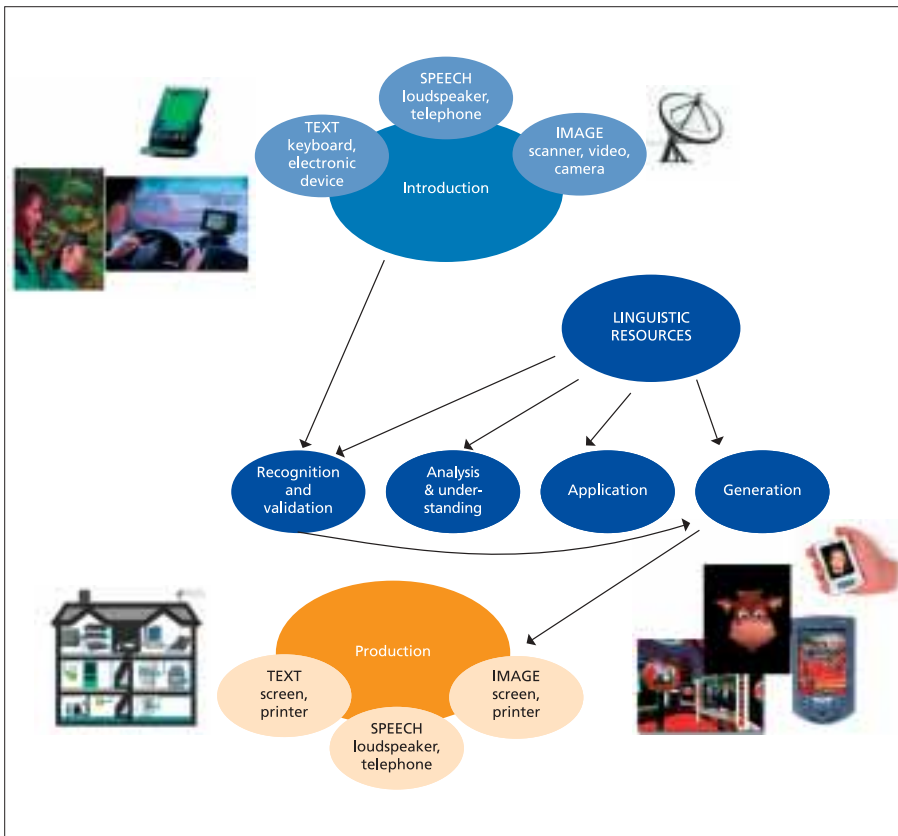 SPEECH
loudspeaker,
telephone
TEXT
keyboard,
electronic
device
IMAGE
scanner, video,
camera
Introduction
LINGUISTIC
RESOURCES
Recognition
and
validation
Analysis
& under-
standing
Application
Generation
Production
TEXT
screen,
printer
IMAGE
screen,
printer
SPEECH
loudspeaker,
telephone